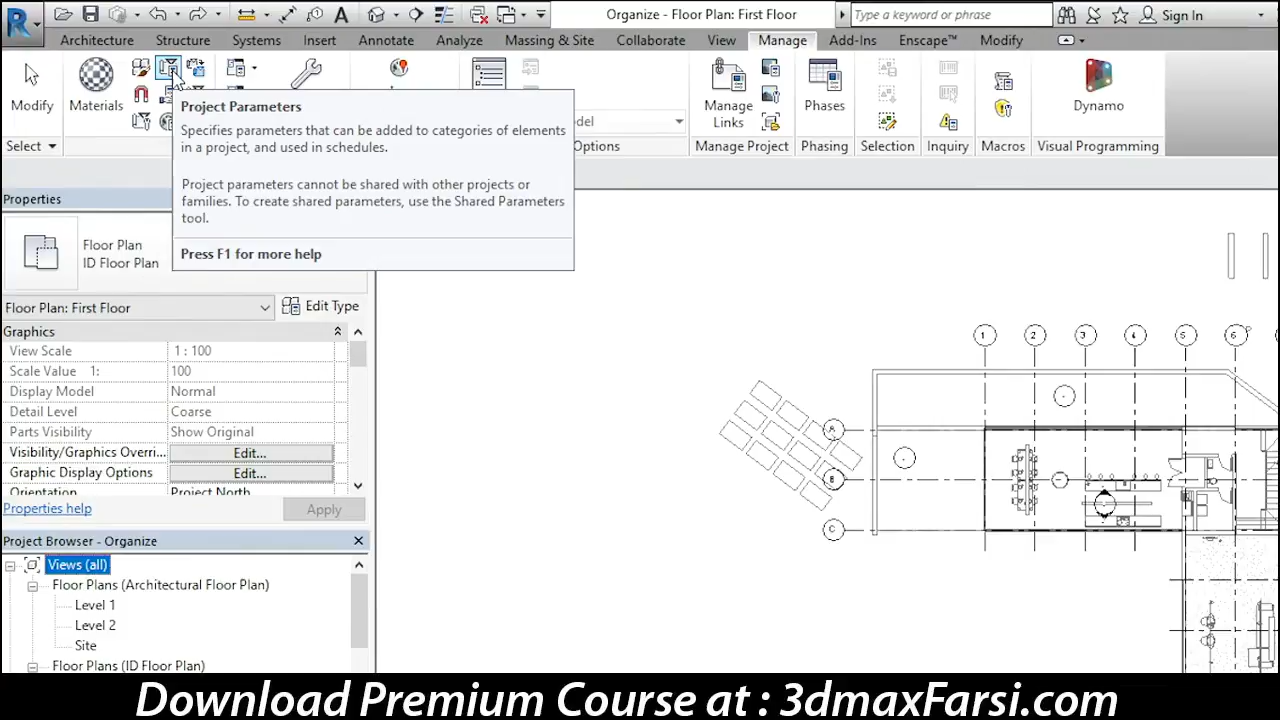 Organize - Floor Plan: First Floor
Type a keyword or phrase
Sign In
Architecture
Structure
Systems
Insert
Annotate
Analyze
Massing & Site
Collaborate
View
Manage
Add-Ins
Enscape™
Modify
Modify
Materials
Manage
Links
Phases
Dynamo
Select
Options
Manage Project
Phasing
Selection
Inquiry
Macros
Visual Programming
Project Parameters
Specifies parameters that can be added to categories of elements
in a project, and used in schedules.
Project parameters cannot be shared with other projects or
families. To create shared parameters, use the Shared Parameters
tool.
Press F1 for more help
Properties
Floor Plan
ID Floor Plan
Floor Plan: First Floor
Edit Type
Graphics
View Scale 1 : 100
Scale Value 1: 100
Display Model Normal
Detail Level Coarse
Parts Visibility Show Original
Visibility/Graphics Overri... Edit...
Graphic Display Options Edit...
Orientation Project North
Properties help
Apply
Project Browser - Organize
Views (all)
Floor Plans (Architectural Floor Plan)
Level 1
Level 2
Site
Floor Plans (ID Floor Plan)
1 2 3 4 5 6
B
C
Download Premium Course at : 3dmaxFarsi.com